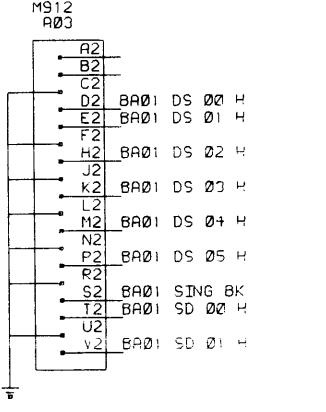 M912
A03
A2
B2
C2
D2 BA01 DS 00 H
E2 BA01 DS 01 H
F2
H2 BA01 DS 02 H
J2
K2 BA01 DS 03 H
L2
M2 BA01 DS 04 H
N2
P2 BA01 DS 05 H
R2
S2 BA01 SING BK
T2 BA01 SD 00 H
U2
V2 BA01 SD 01 H